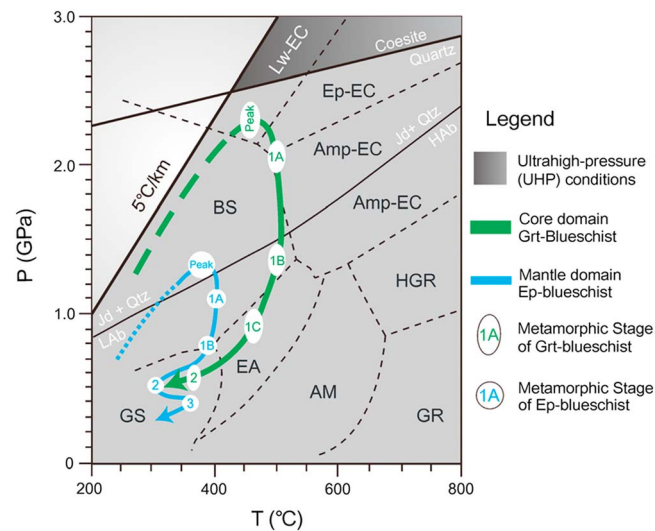 3.0
2.0
1.0
0
P (GPa)
200
400
600
800
T (℃)
5℃/km
Lw-EC
Coesite
Quartz
Ep-EC
Amp-EC
Jd+ Qtz
HAb
Amp-EC
BS
Jd + Qtz
LAb
HGR
EA
AM
GS
GR
Peak
1A
1B
1C
2
Peak
1A
1B
2
3
Legend
Ultrahigh-pressure
(UHP) conditions
Core domain
Grt-Blueschist
Mantle domain
Ep-blueschist
1A
Metamorphic Stage
of Grt-blueschist
1A
Metamorphic Stage
of Ep-blueschist